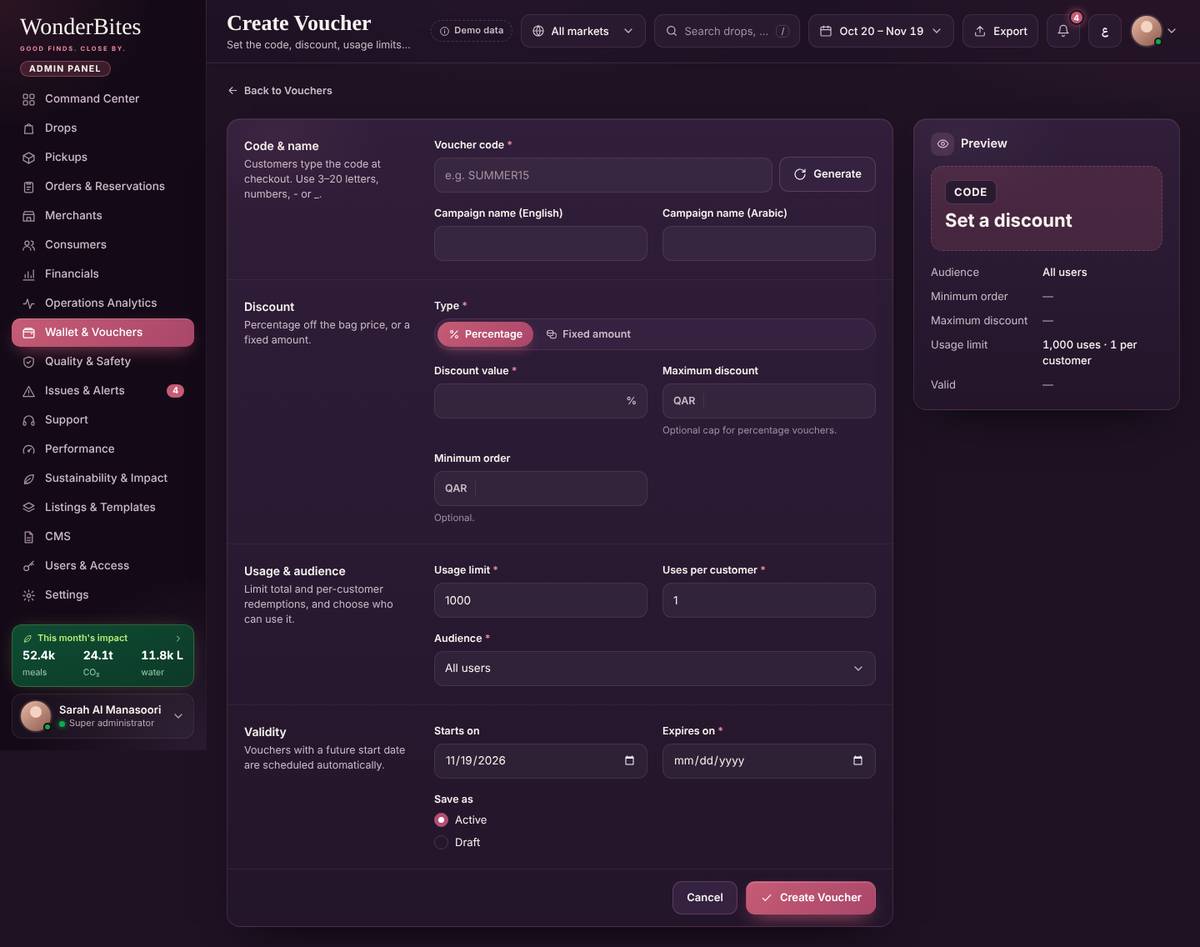 WonderBites
GOOD FINDS. CLOSE BY.
ADMIN PANEL
Command Center
Drops
Pickups
Orders & Reservations
Merchants
Consumers
Financials
Operations Analytics
Wallet & Vouchers
Quality & Safety
Issues & Alerts 4
Support
Performance
Sustainability & Impact
Listings & Templates
CMS
Users & Access
Settings
This month's impact
52.4k 24.1t 11.8k L
meals CO₂ water
Sarah Al Manasoori
Super administrator
Create Voucher
Set the code, discount, usage limits…
Demo data
All markets
Search drops, … /
Oct 20 – Nov 19
Export
4
ع
Back to Vouchers
Code & name
Customers type the code at
checkout. Use 3–20 letters,
numbers, - or _.
Voucher code *
e.g. SUMMER15
Generate
Campaign name (English) Campaign name (Arabic)
Discount
Percentage off the bag price, or a
fixed amount.
Type *
Percentage Fixed amount
Discount value * Maximum discount
% QAR
Optional cap for percentage vouchers.
Minimum order
QAR
Optional.
Usage & audience
Limit total and per-customer
redemptions, and choose who
can use it.
Usage limit * Uses per customer *
1000 1
Audience *
All users
Validity
Vouchers with a future start date
are scheduled automatically.
Starts on Expires on *
11/19/2026 mm/dd/yyyy
Save as
Active
Draft
Cancel Create Voucher
Preview
CODE
Set a discount
Audience All users
Minimum order —
Maximum discount —
Usage limit 1,000 uses · 1 per
customer
Valid —